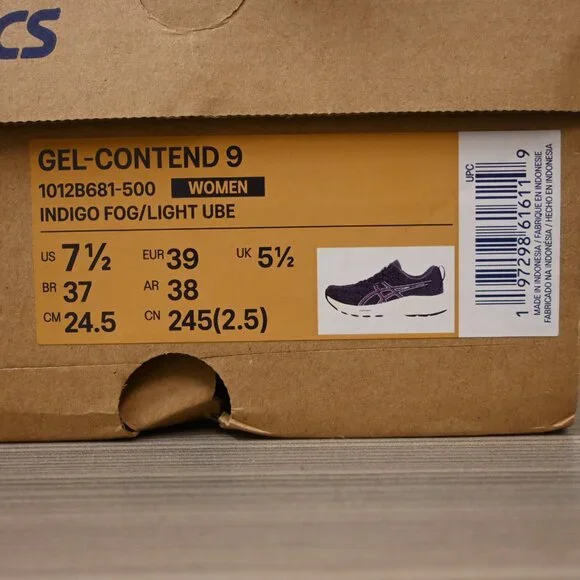 CS
GEL-CONTEND 9
1012B681-500 WOMEN
INDIGO FOG/LIGHT UBE
US 7½ EUR 39 UK 5½
BR 37 AR 38
CM 24.5 CN 245(2.5)
UPC
1 97298 61611 9
MADE IN INDONESIA / FABRIQUE EN INDONESIE
FABRICADO NA INDONÉSIA / HECHO EN INDONESIA